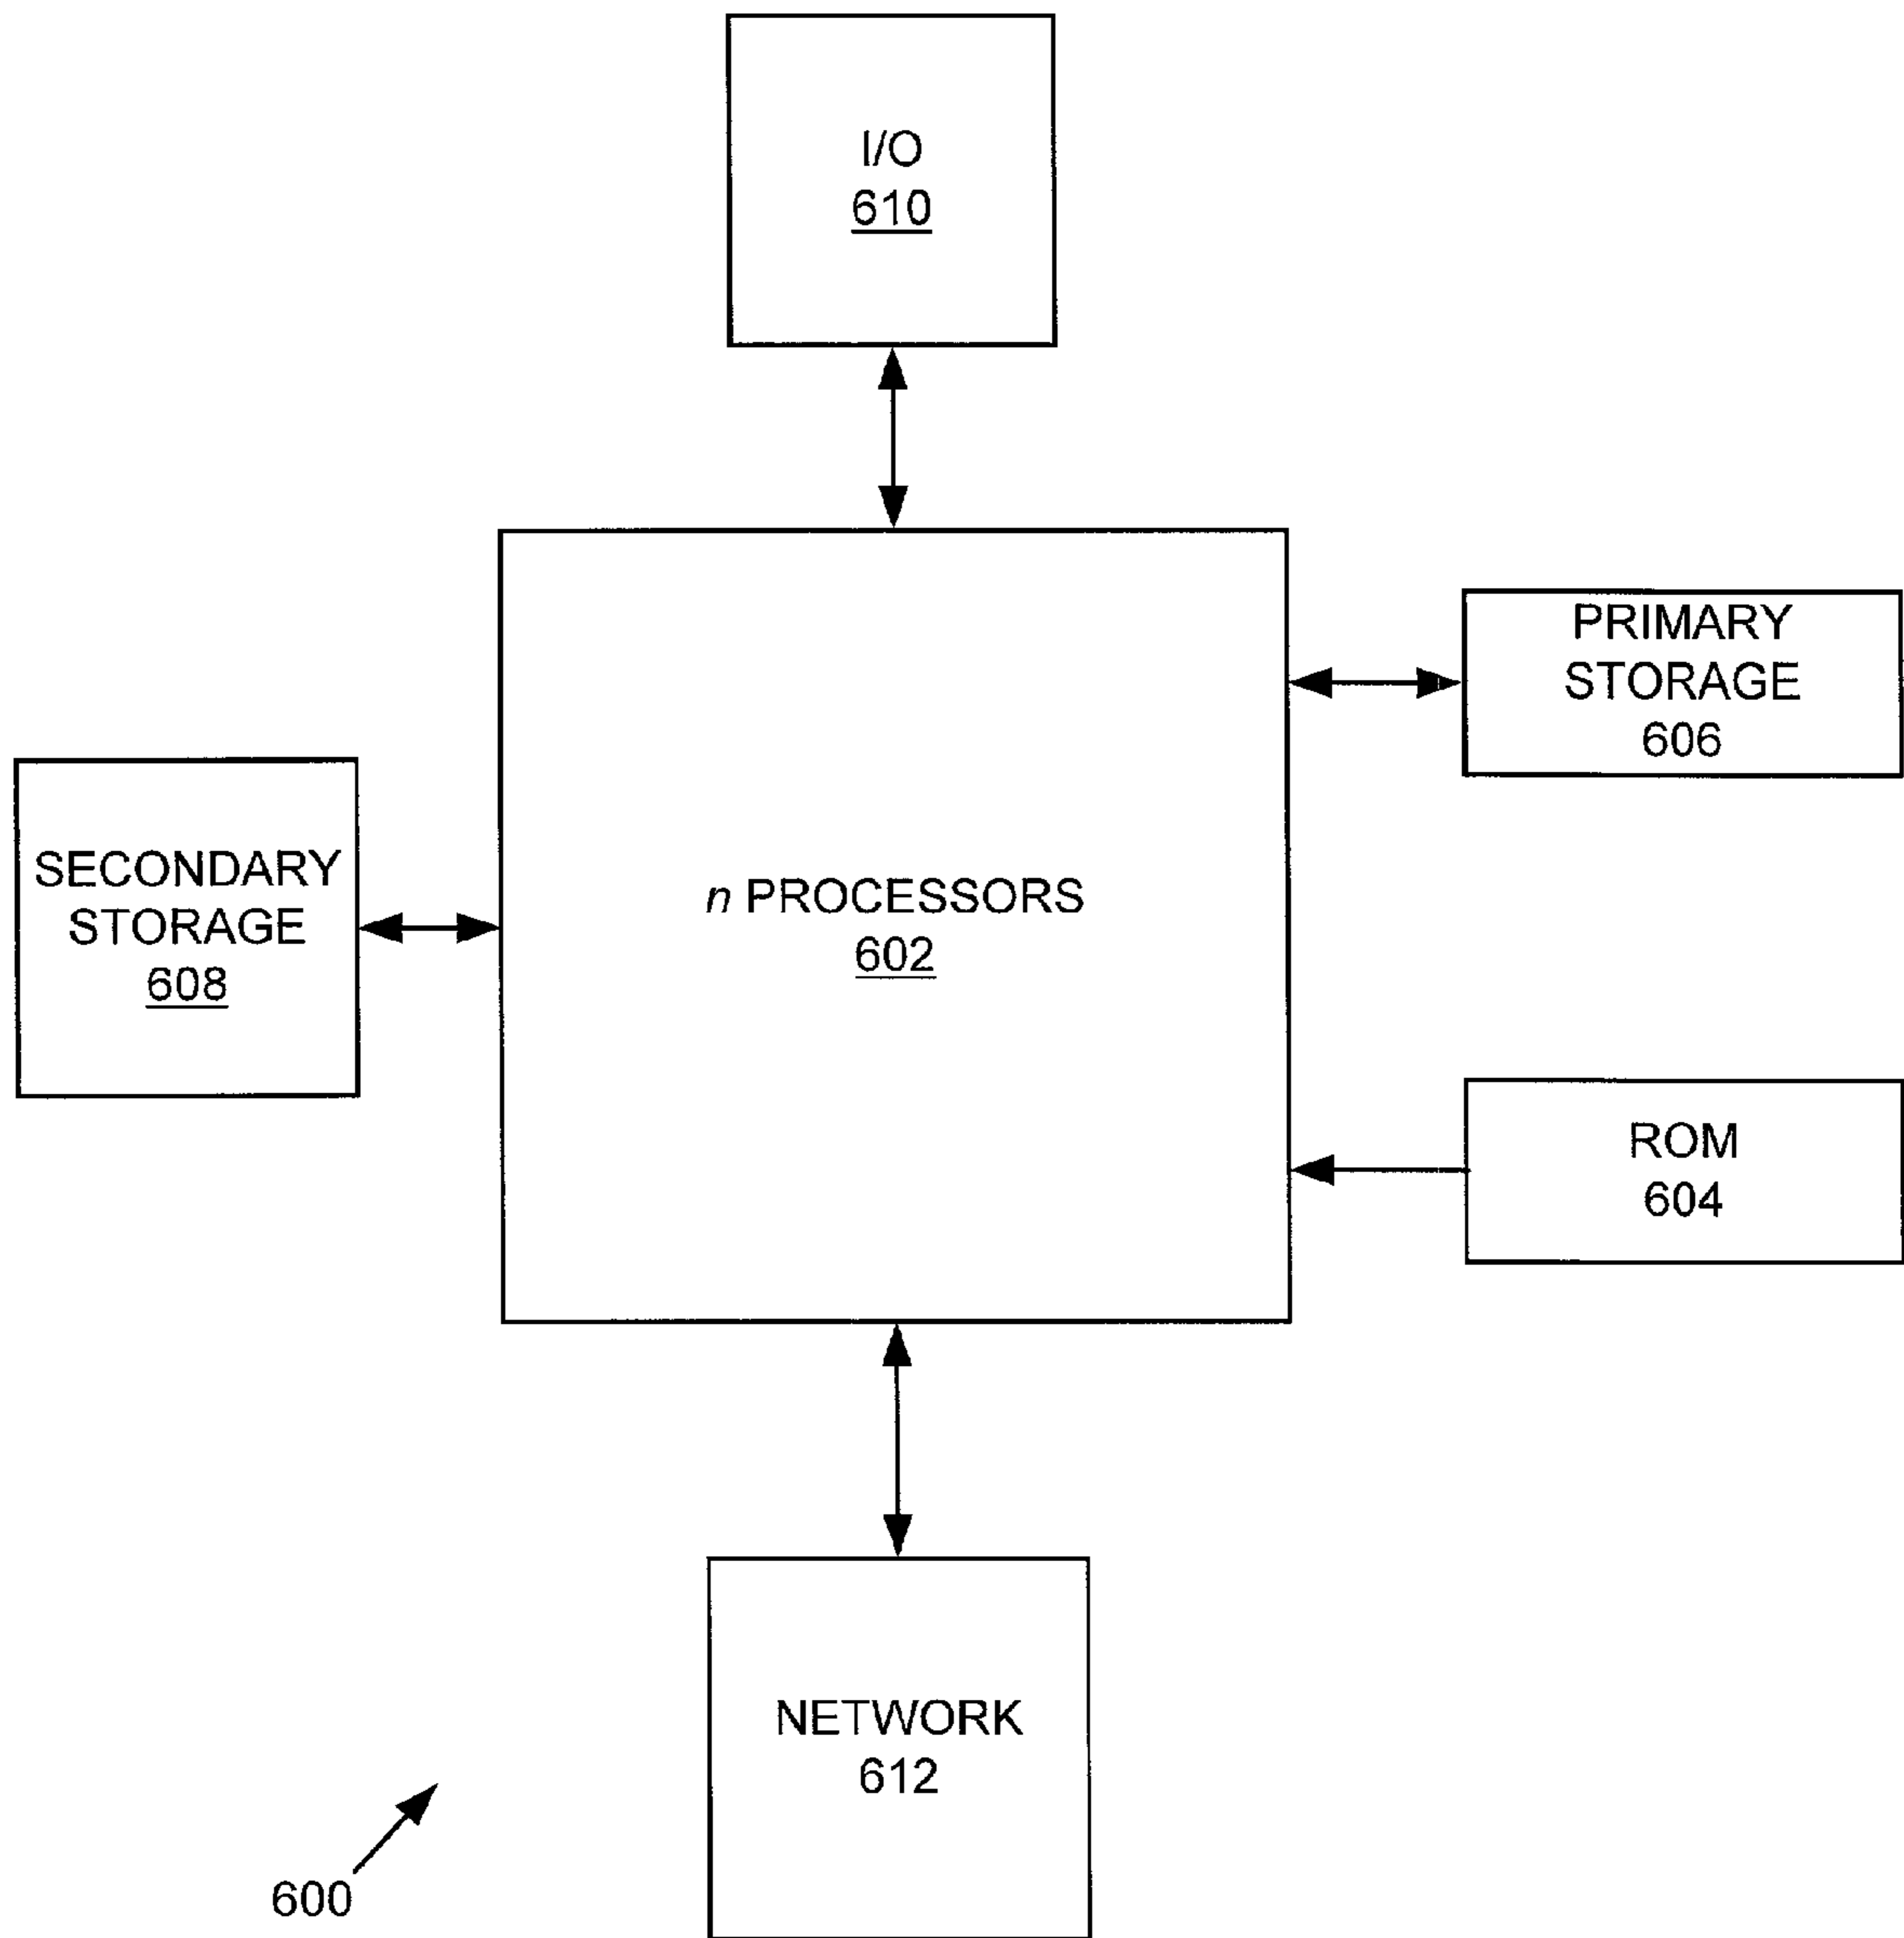 I/O
610
PRIMARY
STORAGE
606
SECONDARY
STORAGE
608
n PROCESSORS
602
ROM
604
NETWORK
612
600